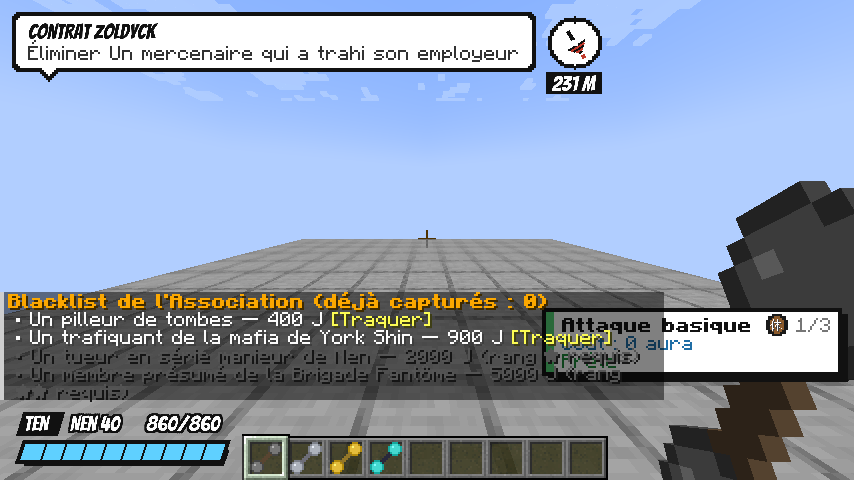 CONTRAT ZOLDYCK
Éliminer Un mercenaire qui a trahi son employeur
231 M
Blacklist de l'Association (déjà capturés : 0)
• Un pilleur de tombes — 400 J [Traquer]
• Un trafiquant de la mafia de York Shin — 900 J [Traquer]
• Un tueur en série manieur de Nen — 2000 J (rang requis)
• Un membre présumé de la Brigade Fantôme — 5000 J (rang
requis)
Attaque basique 1/3
0 aura
TEN NEN 40 860/860